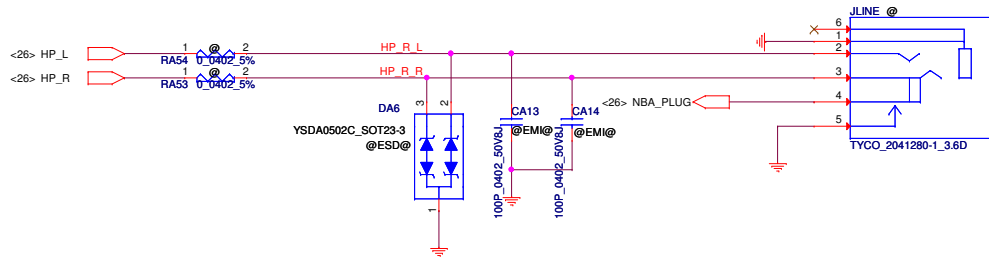 JLINE @
6
1
2
3
4
5
TYCO_2041280-1_3.6D
<26> HP_L
1
@
2
RA54
0_0402_5%
HP_R_L
<26> HP_R
1
@
2
RA53
0_0402_5%
HP_R_R
<26> NBA_PLUG
DA6
3
2
YSDA0502C_SOT23-3
@ESD@
1
CA13
@EMI@
100P_0402_50V8J
CA14
@EMI@
100P_0402_50V8J